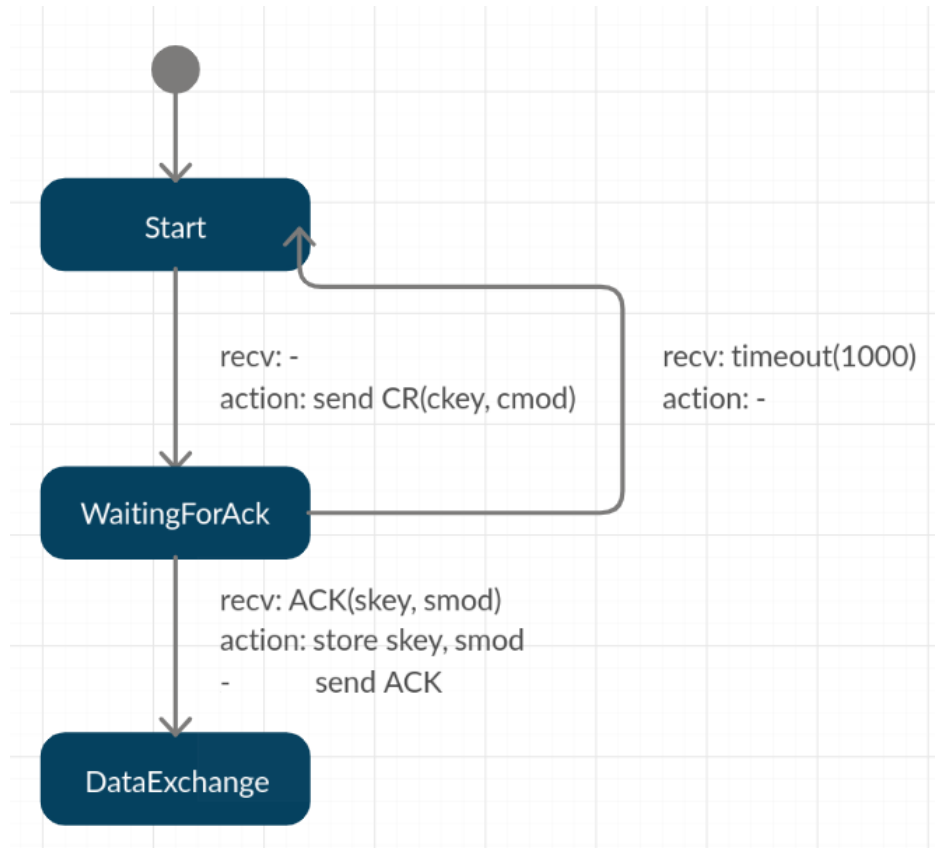 Start
recv: -
action: send CR(ckey, cmod)
recv: timeout(1000)
action: -
WaitingForAck
recv: ACK(skey, smod)
action: store skey, smod
- send ACK
DataExchange